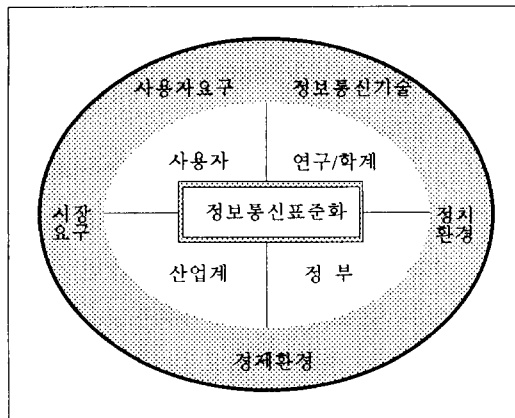 사용자요구 정보통신기술
사용자 연구/학계
시장
요구
정보통신표준화
정치
환경
산업계 정 부
경제환경